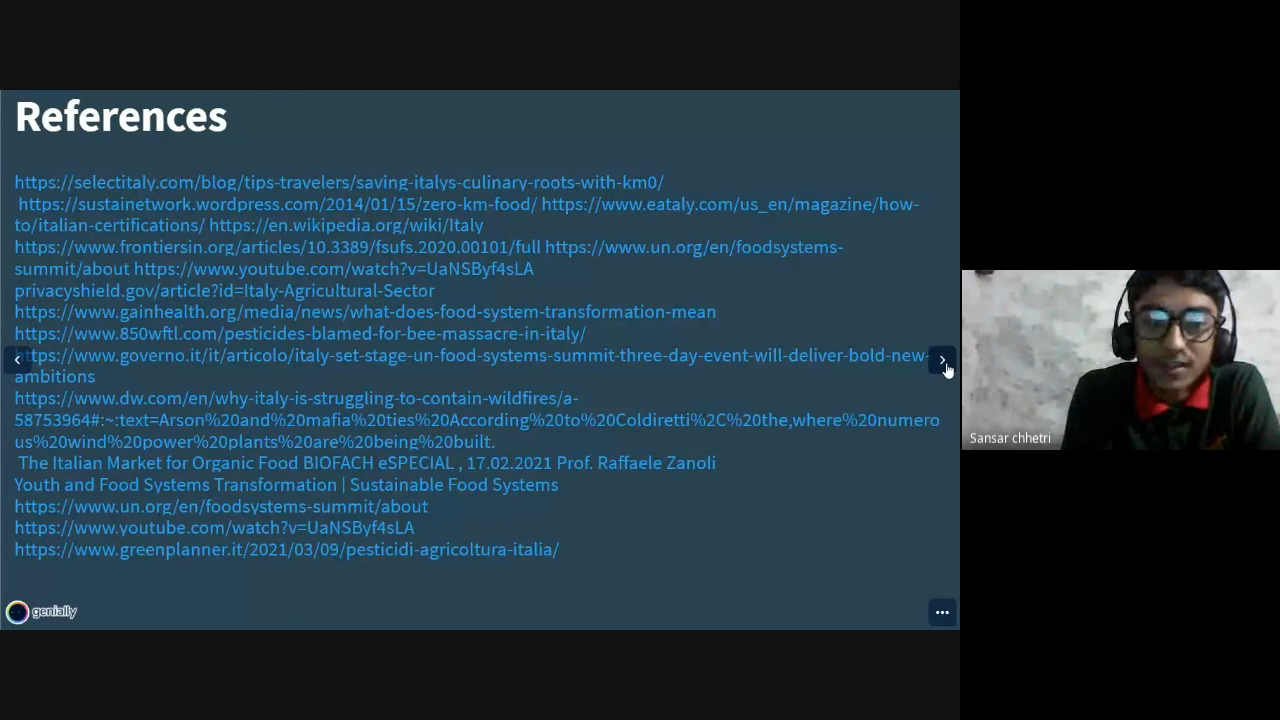 References
https://selectitaly.com/blog/tips-travelers/saving-italys-culinary-roots-with-km0/
https://sustainetwork.wordpress.com/2014/01/15/zero-km-food/ https://www.eataly.com/us_en/magazine/how-
to/italian-certifications/ https://en.wikipedia.org/wiki/Italy
https://www.frontiersin.org/articles/10.3389/fsufs.2020.00101/full https://www.un.org/en/foodsystems-
summit/about https://www.youtube.com/watch?v=UaNSByf4sLA
privacyshield.gov/article?id=Italy-Agricultural-Sector
https://www.gainhealth.org/media/news/what-does-food-system-transformation-mean
https://www.850wftl.com/pesticides-blamed-for-bee-massacre-in-italy/
https://www.governo.it/it/articolo/italy-set-stage-un-food-systems-summit-three-day-event-will-deliver-bold-new-
ambitions
https://www.dw.com/en/why-italy-is-struggling-to-contain-wildfires/a-
58753964#:~:text=Arson%20and%20mafia%20ties%20According%20to%20Coldiretti%2C%20the,where%20numero
us%20wind%20power%20plants%20are%20being%20built.
The Italian Market for Organic Food BIOFACH eSPECIAL , 17.02.2021 Prof. Raffaele Zanoli
Youth and Food Systems Transformation | Sustainable Food Systems
https://www.un.org/en/foodsystems-summit/about
https://www.youtube.com/watch?v=UaNSByf4sLA
https://www.greenplanner.it/2021/03/09/pesticidi-agricoltura-italia/
genially
Sansar chhetri